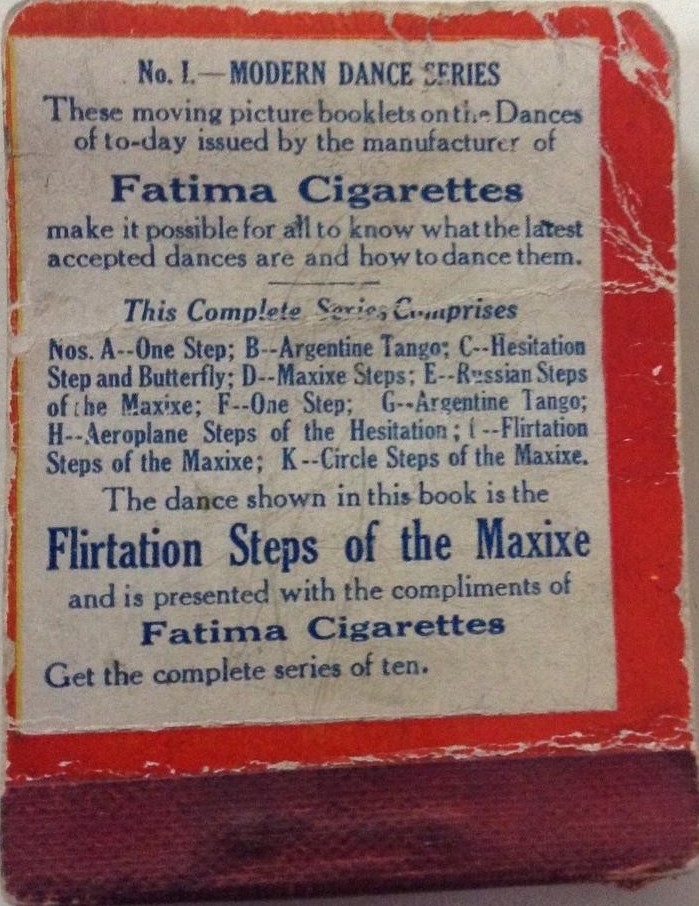 No. I.—MODERN DANCE SERIES
These moving picture booklets on the Dances
of to-day issued by the manufacturer of
Fatima Cigarettes
make it possible for all to know what the latest
accepted dances are and how to dance them.
This Complete Series Comprises
Nos. A--One Step; B--Argentine Tango; C--Hesitation
Step and Butterfly; D--Maxixe Steps; E--Russian Steps
of the Maxixe; F--One Step; G--Argentine Tango;
H--Aeroplane Steps of the Hesitation; I--Flirtation
Steps of the Maxixe; K--Circle Steps of the Maxixe.
The dance shown in this book is the
Flirtation Steps of the Maxixe
and is presented with the compliments of
Fatima Cigarettes
Get the complete series of ten.